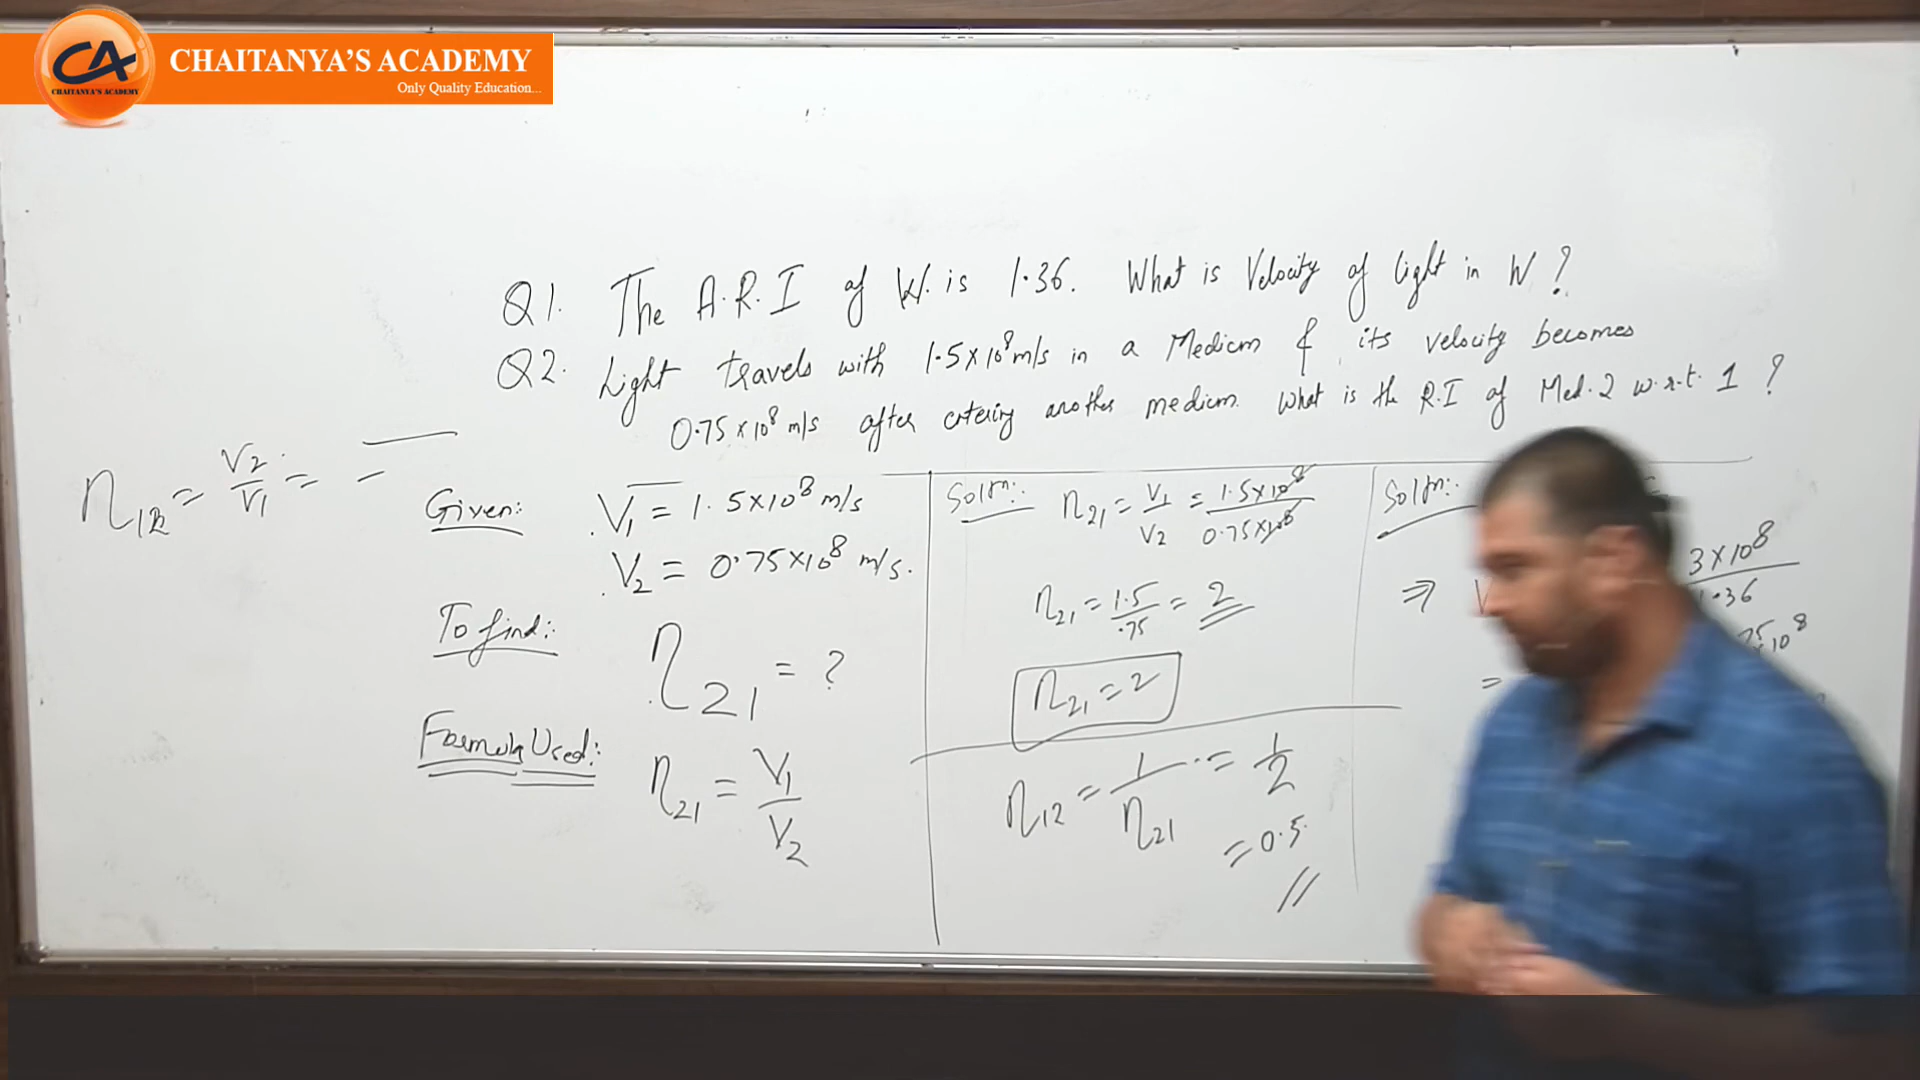 CA
CHAITANYA'S ACADEMY
CHAITANYA'S ACADEMY
Only Quality Education...
Q1. The A.R.I of W. is 1.36. What is Velocity of light in W ?
Q2. Light travels with 1.5×10⁸ m/s in a Medium & its velocity becomes
0.75×10⁸ m/s after entering another medium. What is the R.I of Med.2 w.r.t. 1 ?
n₁₂ = V₂/V₁ = =
Given: V₁ = 1.5×10⁸ m/s
V₂ = 0.75×10⁸ m/s.
To find:
n₂₁ = ?
Formula Used:
n₂₁ = V₁/V₂
Soln: n₂₁ = V₁/V₂ = 1.5×10⁸/0.75×10⁸
n₂₁ = 1.5/.75 = 2
n₂₁ = 2
n₁₂ = 1/n₂₁ = 1/2
= 0.5
Soln:
⇒ V 3×10⁸/1.36
=